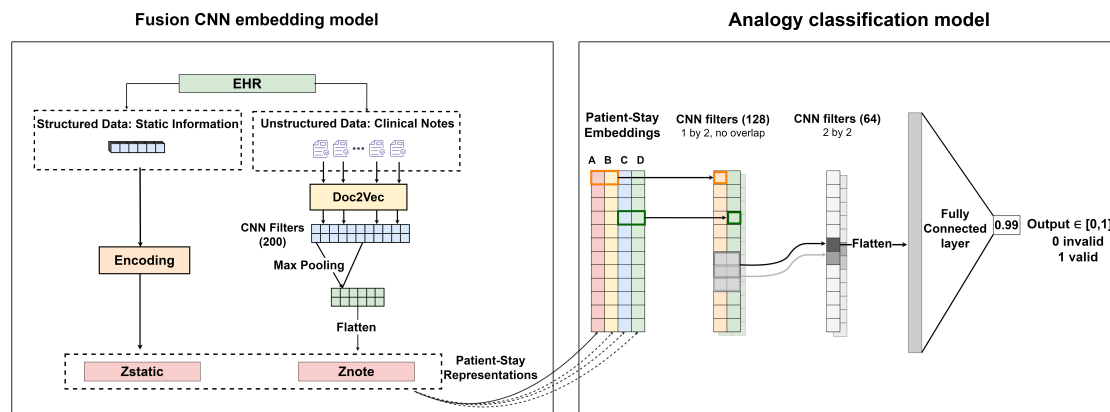 Fusion CNN embedding model
EHR
Structured Data: Static Information
Unstructured Data: Clinical Notes
Doc2Vec
CNN Filters
(200)
Encoding
Max Pooling
Flatten
Zstatic
Znote
Patient-Stay
Representations
Analogy classification model
Patient-Stay
Embeddings
A B C D
CNN filters (128)
1 by 2, no overlap
CNN filters (64)
2 by 2
Flatten
Fully
Connected
layer
0.99
Output ∈ [0,1]
0 invalid
1 valid